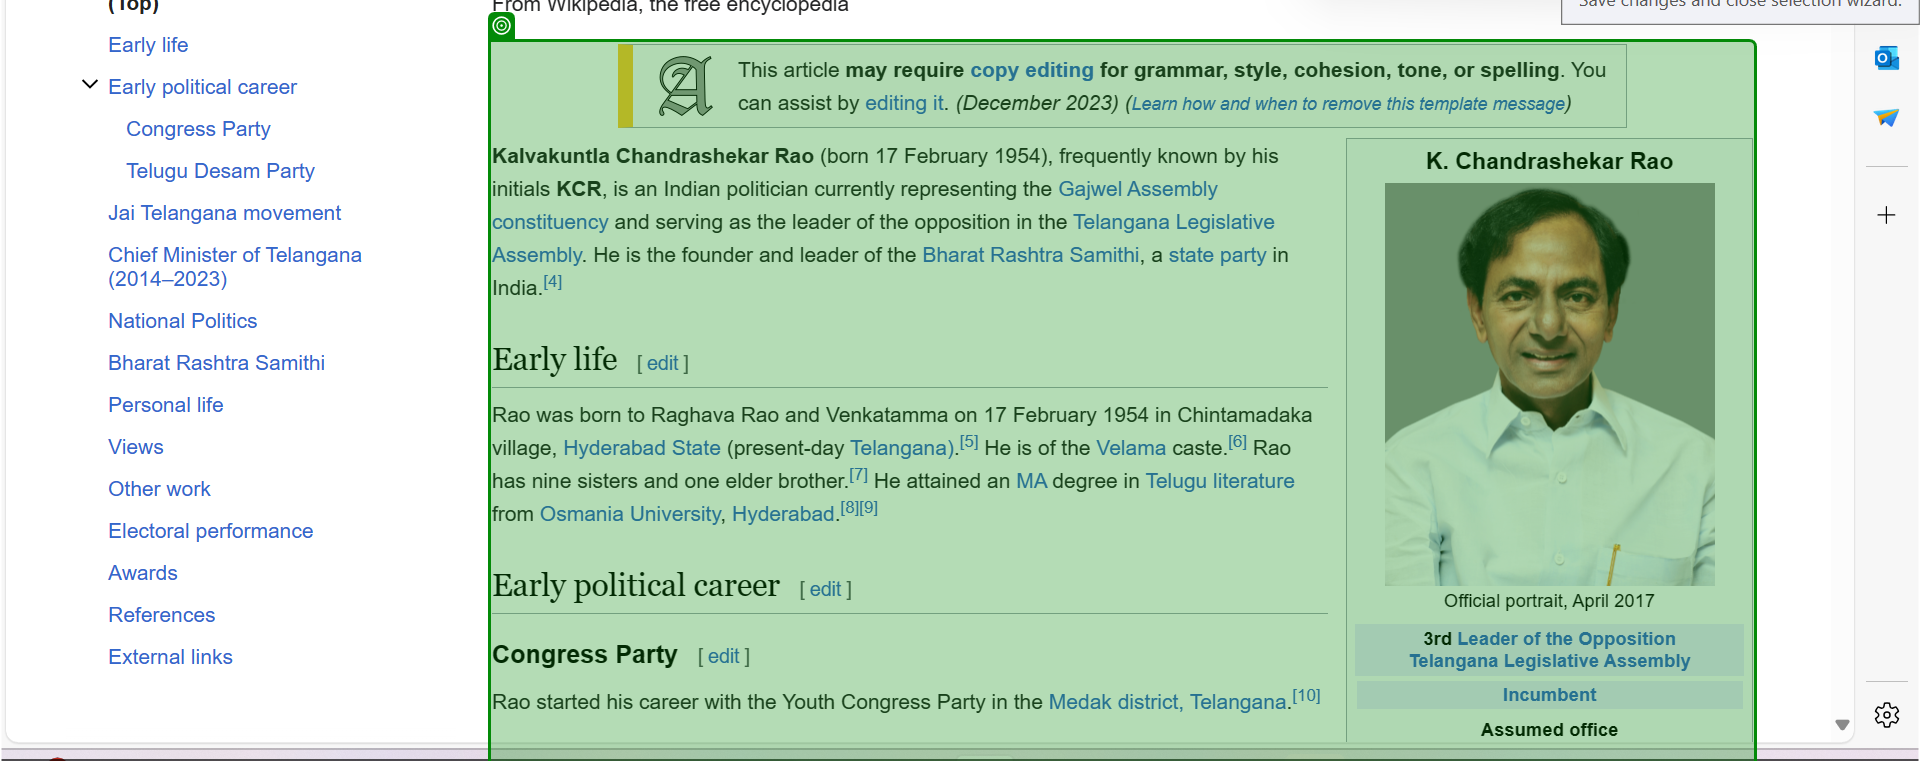 (Top)
From Wikipedia, the free encyclopedia
Save changes and close selection wizard.
Early life
Early political career
Congress Party
Telugu Desam Party
Jai Telangana movement
Chief Minister of Telangana
(2014–2023)
National Politics
Bharat Rashtra Samithi
Personal life
Views
Other work
Electoral performance
Awards
References
External links
This article may require copy editing for grammar, style, cohesion, tone, or spelling. You
can assist by editing it. (December 2023) (Learn how and when to remove this template message)
Kalvakuntla Chandrashekar Rao (born 17 February 1954), frequently known by his
initials KCR, is an Indian politician currently representing the Gajwel Assembly
constituency and serving as the leader of the opposition in the Telangana Legislative
Assembly. He is the founder and leader of the Bharat Rashtra Samithi, a state party in
India.[4]
Early life [ edit ]
Rao was born to Raghava Rao and Venkatamma on 17 February 1954 in Chintamadaka
village, Hyderabad State (present-day Telangana).[5] He is of the Velama caste.[6] Rao
has nine sisters and one elder brother.[7] He attained an MA degree in Telugu literature
from Osmania University, Hyderabad.[8][9]
Early political career [ edit ]
Congress Party [ edit ]
Rao started his career with the Youth Congress Party in the Medak district, Telangana.[10]
K. Chandrashekar Rao
Official portrait, April 2017
3rd Leader of the Opposition
Telangana Legislative Assembly
Incumbent
Assumed office